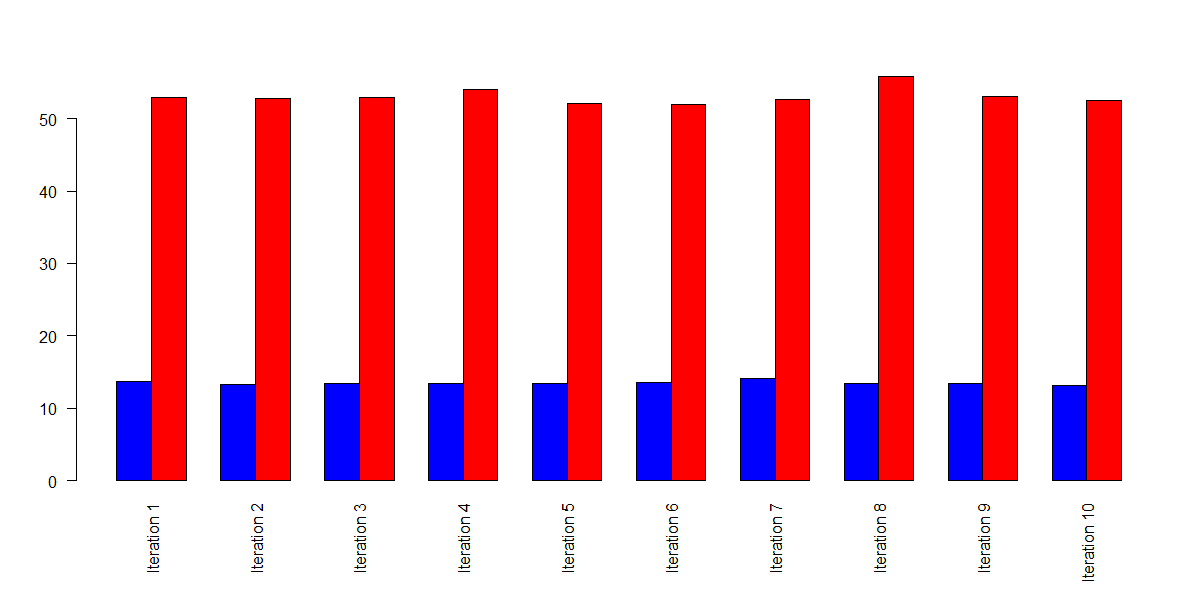 50
40
30
20
10
0
Iteration 1
Iteration 2
Iteration 3
Iteration 4
Iteration 5
Iteration 6
Iteration 7
Iteration 8
Iteration 9
Iteration 10